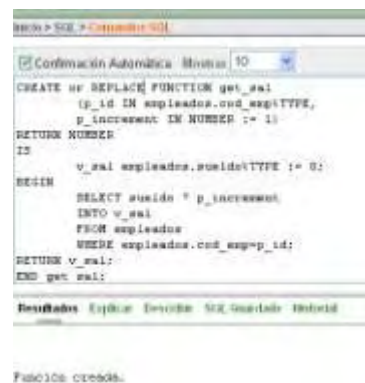 Inicio > SQL > Comandos SQL
Confirmación Automática Mostrar 10
CREATE or REPLACE FUNCTION get_sal
(p_id IN empleados.cod_emp%TYPE,
p_increment IN NUMBER := 1)
RETURN NUMBER
IS
v_sal empleados.sueldo%TYPE := 0;
BEGIN
SELECT sueldo * p_increment
INTO v_sal
FROM empleados
WHERE empleados.cod_emp=p_id;
RETURN v_sal;
END get_sal;
Resultados Explicar Describir SQL Guardado Historial
Función creada.